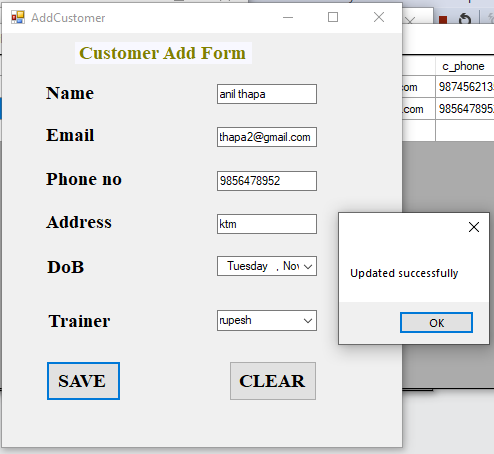 AddCustomer
Customer Add Form
c_phone
Name anil thapa
com 987456213
Email thapa2@gmail.com
com 985647895
Phone no 9856478952
Address ktm
DoB Tuesday , Nov
Updated successfully
Trainer rupesh
OK
SAVE CLEAR